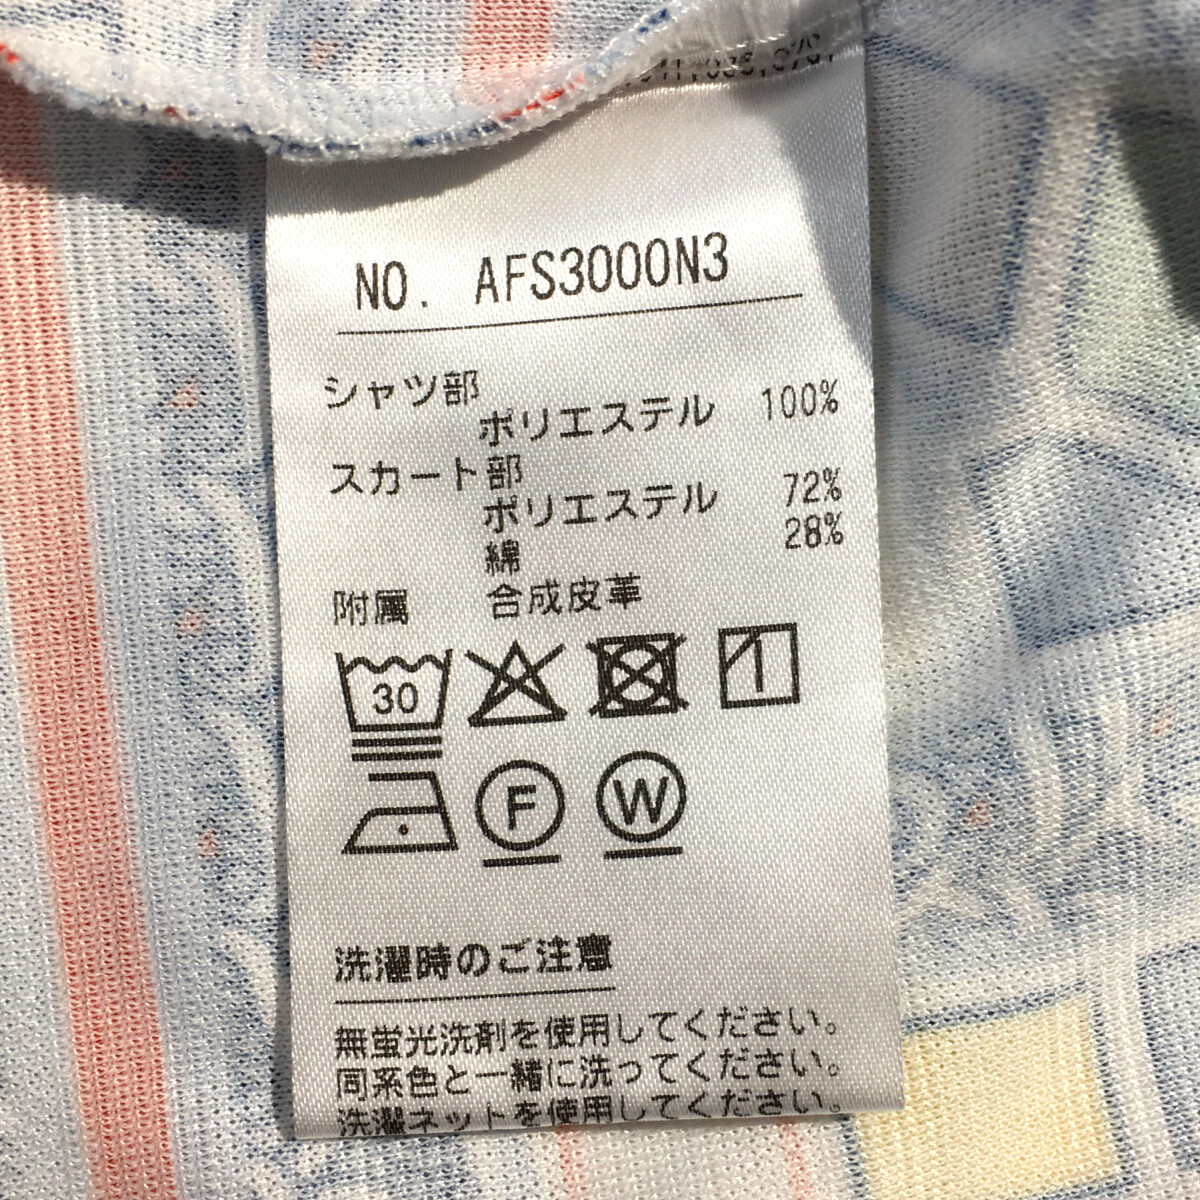 NO. AFS3000N3
シャツ部
ポリエステル 100%
スカート部
ポリエステル 72%
綿 28%
附属 合成皮革
30
F W
洗濯時のご注意
無蛍光洗剤を使用してください。
同系色と一緒に洗ってください。
洗濯ネットを使用してください。